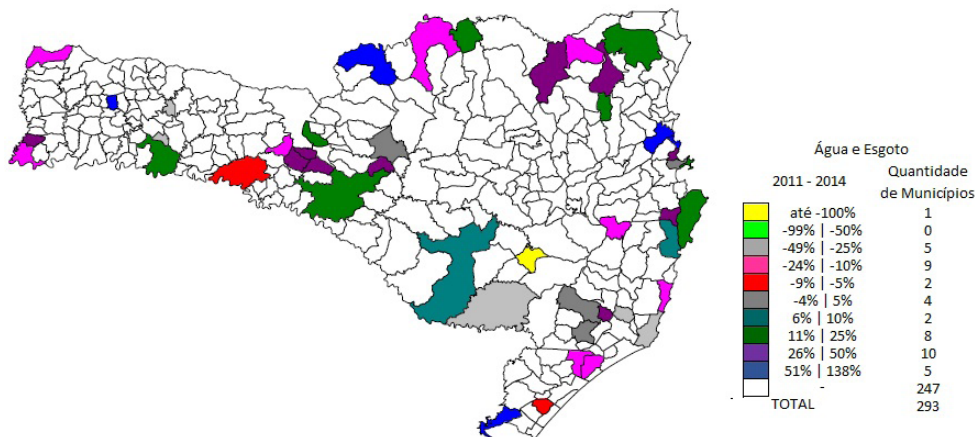 Água e Esgoto
2011 - 2014 Quantidade de Municípios
até -100% 1
-99% | -50% 0
-49% | -25% 5
-24% | -10% 9
-9% | -5% 2
-4% | 5% 4
6% | 10% 2
11% | 25% 8
26% | 50% 10
51% | 138% 5
- 247
TOTAL 293